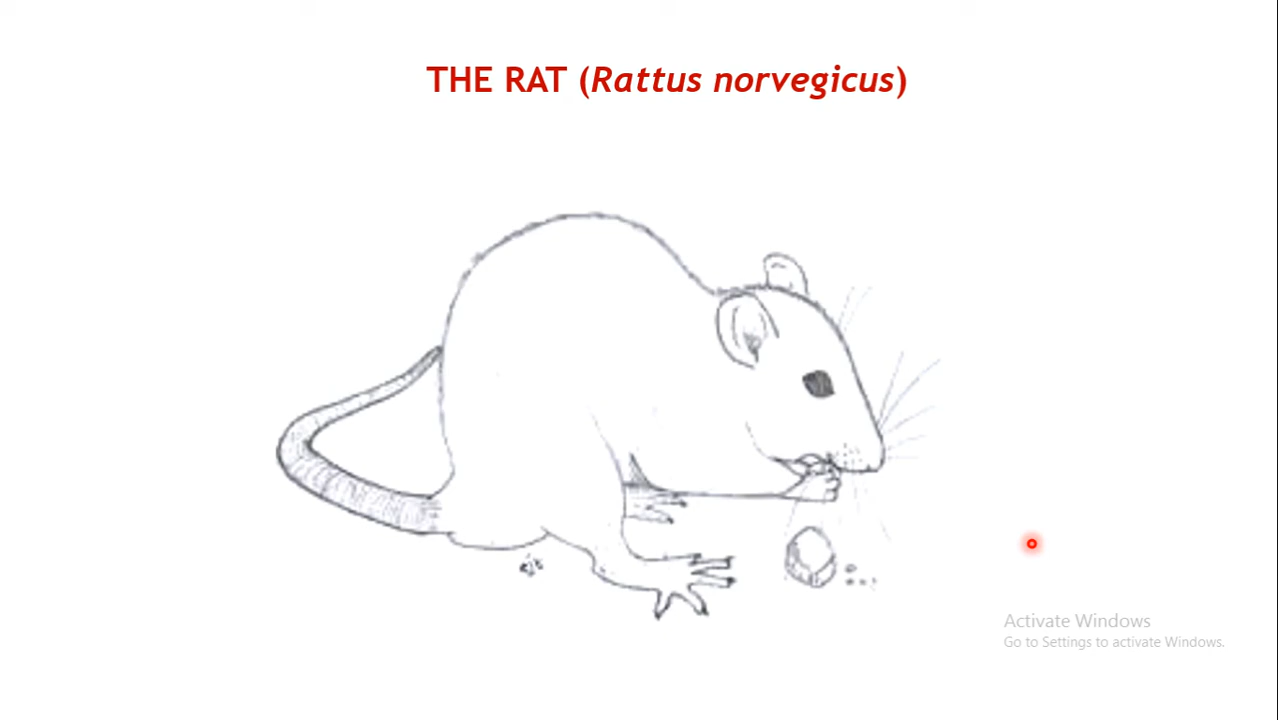 THE RAT (Rattus norvegicus)
Activate Windows
Go to Settings to activate Windows.